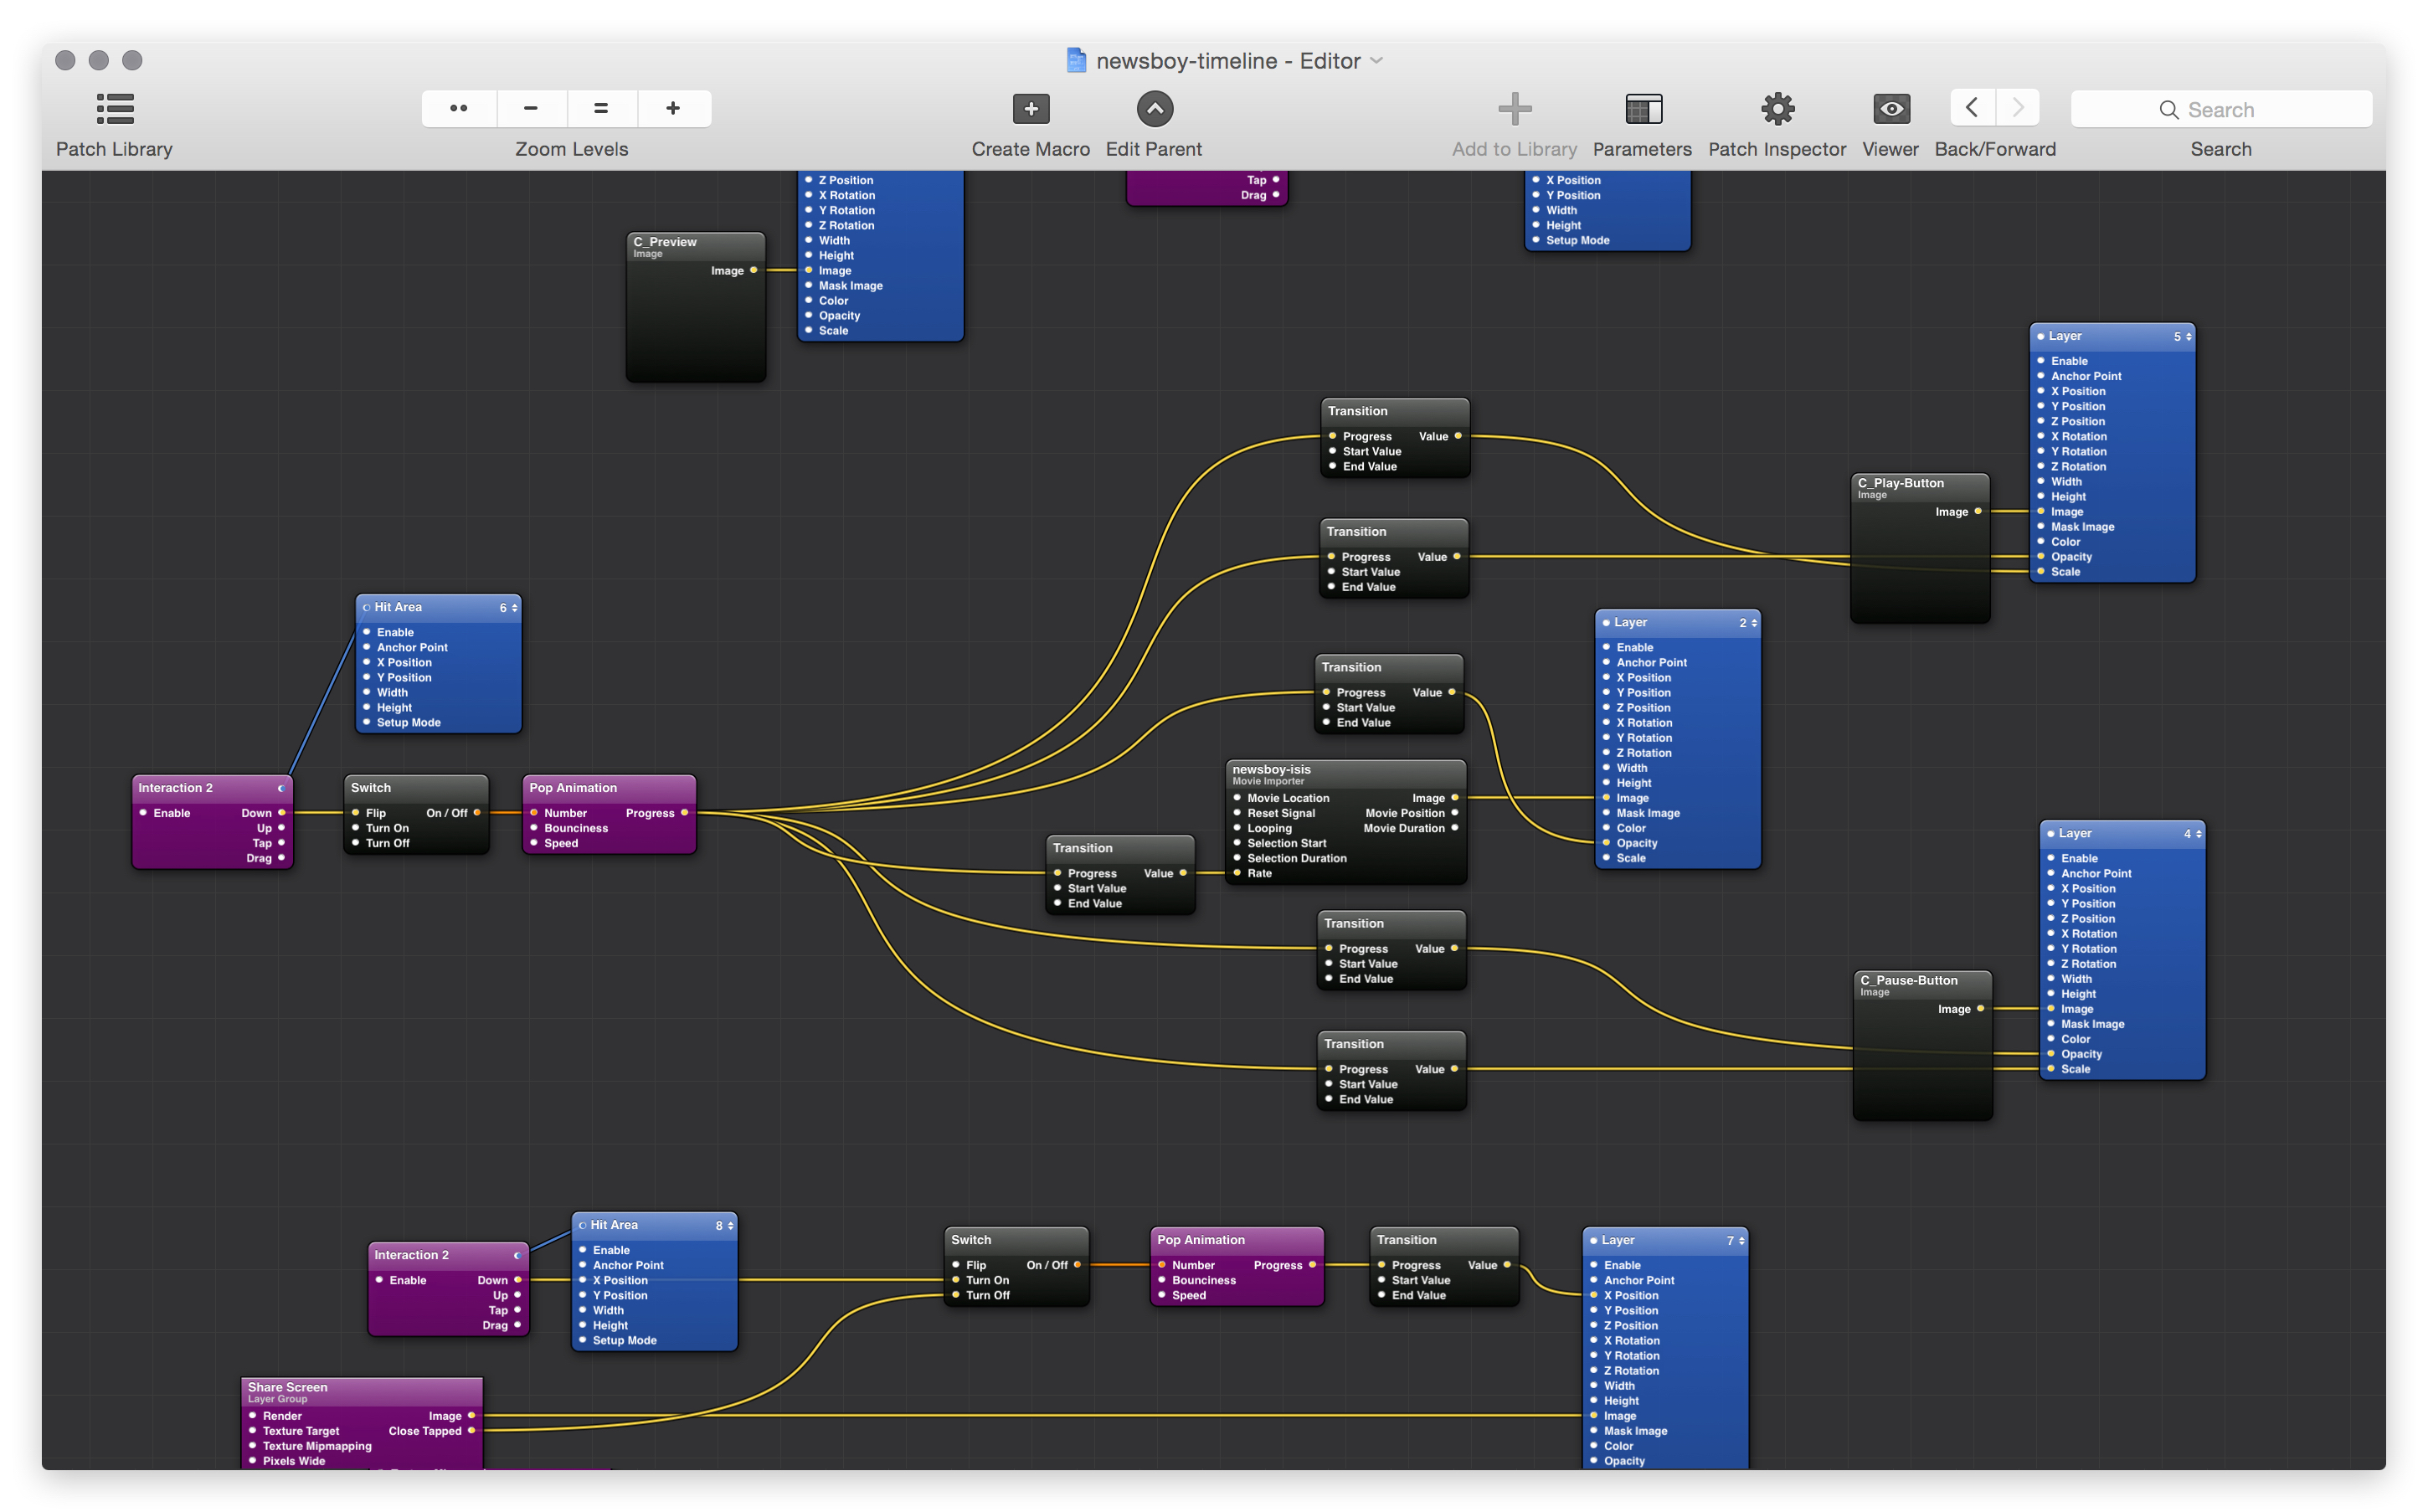 newsboy-timeline - Editor
Patch Library
Zoom Levels
Create Macro
Edit Parent
Add to Library
Parameters
Patch Inspector
Viewer
Back/Forward
Search
Search
Z Position
X Rotation
Y Rotation
Z Rotation
Width
Height
Image
Mask Image
Color
Opacity
Scale
Tap
Drag
X Position
Y Position
Width
Height
Setup Mode
C_Preview
Image
Image
Layer 5
Enable
Anchor Point
X Position
Y Position
Z Position
X Rotation
Y Rotation
Z Rotation
Width
Height
Image
Mask Image
Color
Opacity
Scale
Transition
Progress Value
Start Value
End Value
C_Play-Button
Image
Image
Transition
Progress Value
Start Value
End Value
Hit Area 6
Enable
Anchor Point
X Position
Y Position
Width
Height
Setup Mode
Layer 2
Enable
Anchor Point
X Position
Y Position
Z Position
X Rotation
Y Rotation
Z Rotation
Width
Height
Image
Mask Image
Color
Opacity
Scale
Transition
Progress Value
Start Value
End Value
Interaction 2
Enable Down
Up
Tap
Drag
Switch
Flip On / Off
Turn On
Turn Off
Pop Animation
Number Progress
Bounciness
Speed
newsboy-isis
Movie Importer
Movie Location Image
Reset Signal Movie Position
Looping Movie Duration
Selection Start
Selection Duration
Rate
Transition
Progress Value
Start Value
End Value
Layer 4
Enable
Anchor Point
X Position
Y Position
Z Position
X Rotation
Y Rotation
Z Rotation
Width
Height
Image
Mask Image
Color
Opacity
Scale
Transition
Progress Value
Start Value
End Value
C_Pause-Button
Image
Image
Transition
Progress Value
Start Value
End Value
Interaction 2
Enable Down
Up
Tap
Drag
Hit Area 8
Enable
Anchor Point
X Position
Y Position
Width
Height
Setup Mode
Switch
Flip On / Off
Turn On
Turn Off
Pop Animation
Number Progress
Bounciness
Speed
Transition
Progress Value
Start Value
End Value
Layer 7
Enable
Anchor Point
X Position
Y Position
Z Position
X Rotation
Y Rotation
Z Rotation
Width
Height
Image
Mask Image
Color
Opacity
Share Screen
Layer Group
Render Image
Texture Target Close Tapped
Texture Mipmapping
Pixels Wide